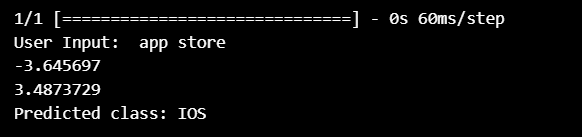 1/1 [==============================] - 0s 60ms/step
User Input:  app store
-3.645697
3.4873729
Predicted class: IOS